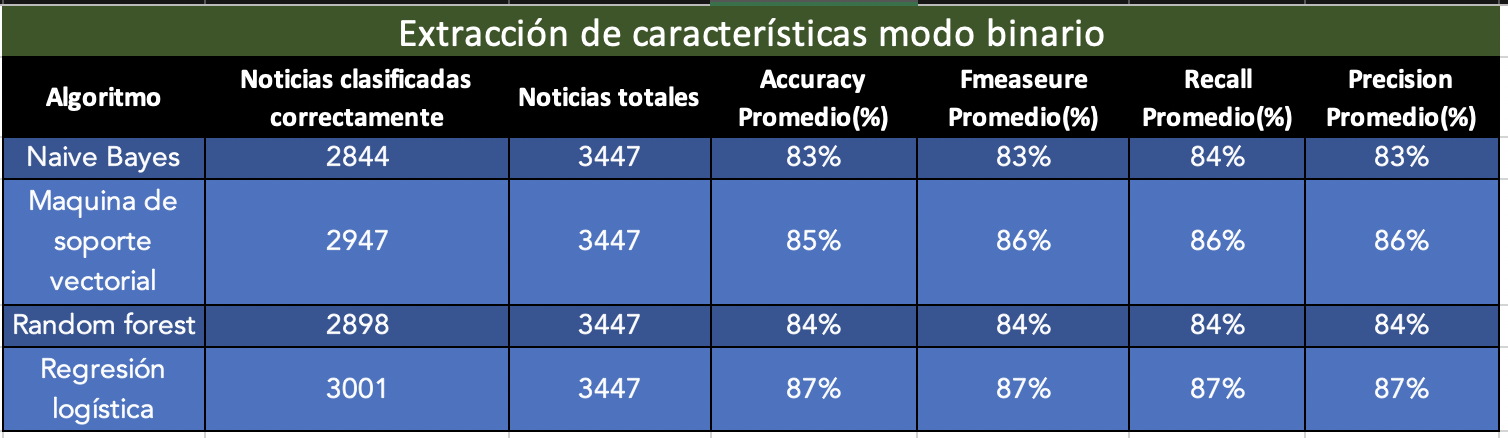 Extracción de características modo binario
Algoritmo
Noticias clasificadas
correctamente
Noticias totales
Accuracy
Promedio(%)
Fmeaseure
Promedio(%)
Recall
Promedio(%)
Precision
Promedio(%)
Naive Bayes 2844 3447 83% 83% 84% 83%
Maquina de
soporte
vectorial
2947 3447 85% 86% 86% 86%
Random forest 2898 3447 84% 84% 84% 84%
Regresión
logística
3001 3447 87% 87% 87% 87%